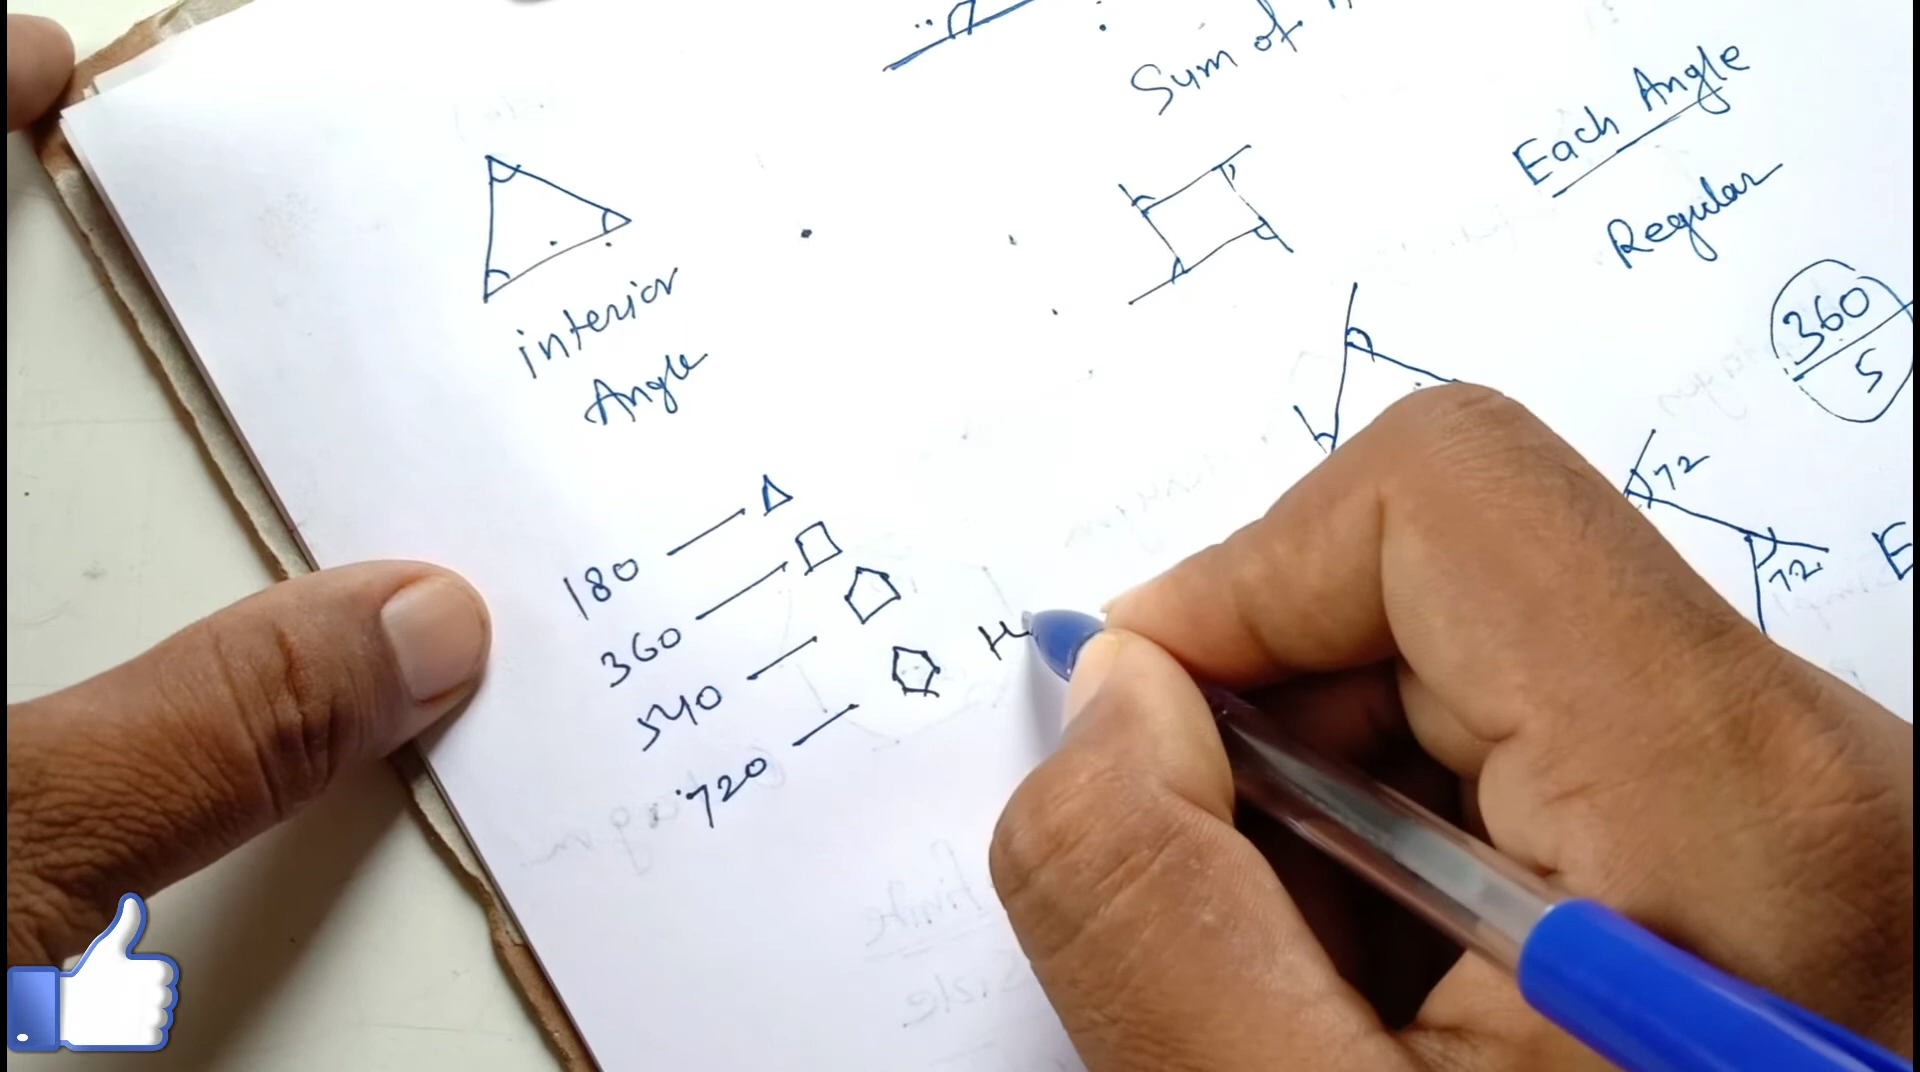 Sum of
Each Angle
Regular
360
5
interior
Angle
72
72
E
180
360
540
720
H